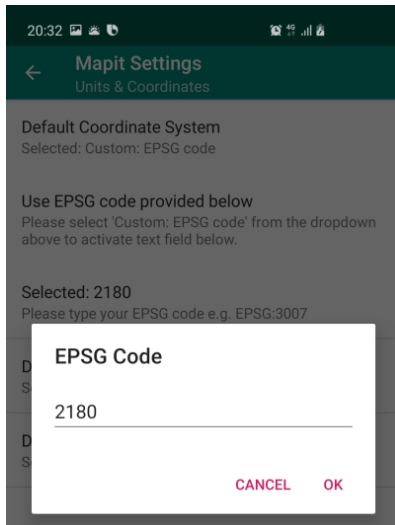 20:32 4G
Mapit Settings
Units & Coordinates
Default Coordinate System
Selected: Custom: EPSG code
Use EPSG code provided below
Please select 'Custom: EPSG code' from the dropdown
above to activate text field below.
Selected: 2180
Please type your EPSG code e.g. EPSG:3007
EPSG Code
2180
CANCEL OK